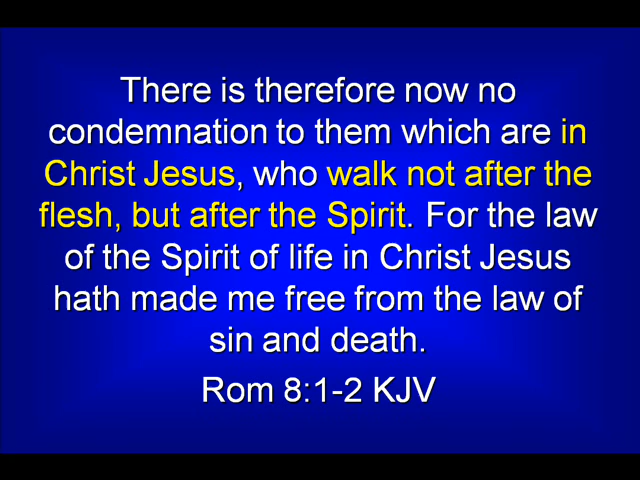 There is therefore now no
condemnation to them which are in
Christ Jesus, who walk not after the
flesh, but after the Spirit. For the law
of the Spirit of life in Christ Jesus
hath made me free from the law of
sin and death.
Rom 8:1-2 KJV